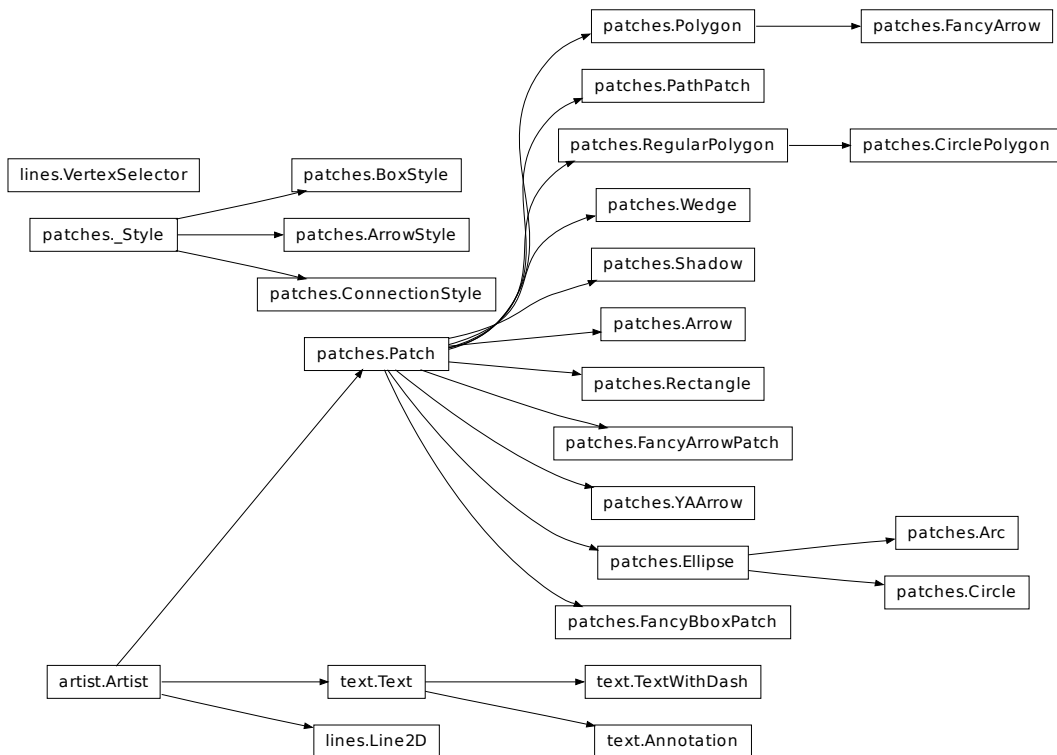 patches.Polygon
patches.FancyArrow
patches.PathPatch
patches.RegularPolygon
patches.CirclePolygon
lines.VertexSelector
patches.BoxStyle
patches.Wedge
patches._Style
patches.ArrowStyle
patches.Shadow
patches.ConnectionStyle
patches.Arrow
patches.Patch
patches.Rectangle
patches.FancyArrowPatch
patches.YAArrow
patches.Arc
patches.Ellipse
patches.Circle
patches.FancyBboxPatch
artist.Artist
text.Text
text.TextWithDash
lines.Line2D
text.Annotation